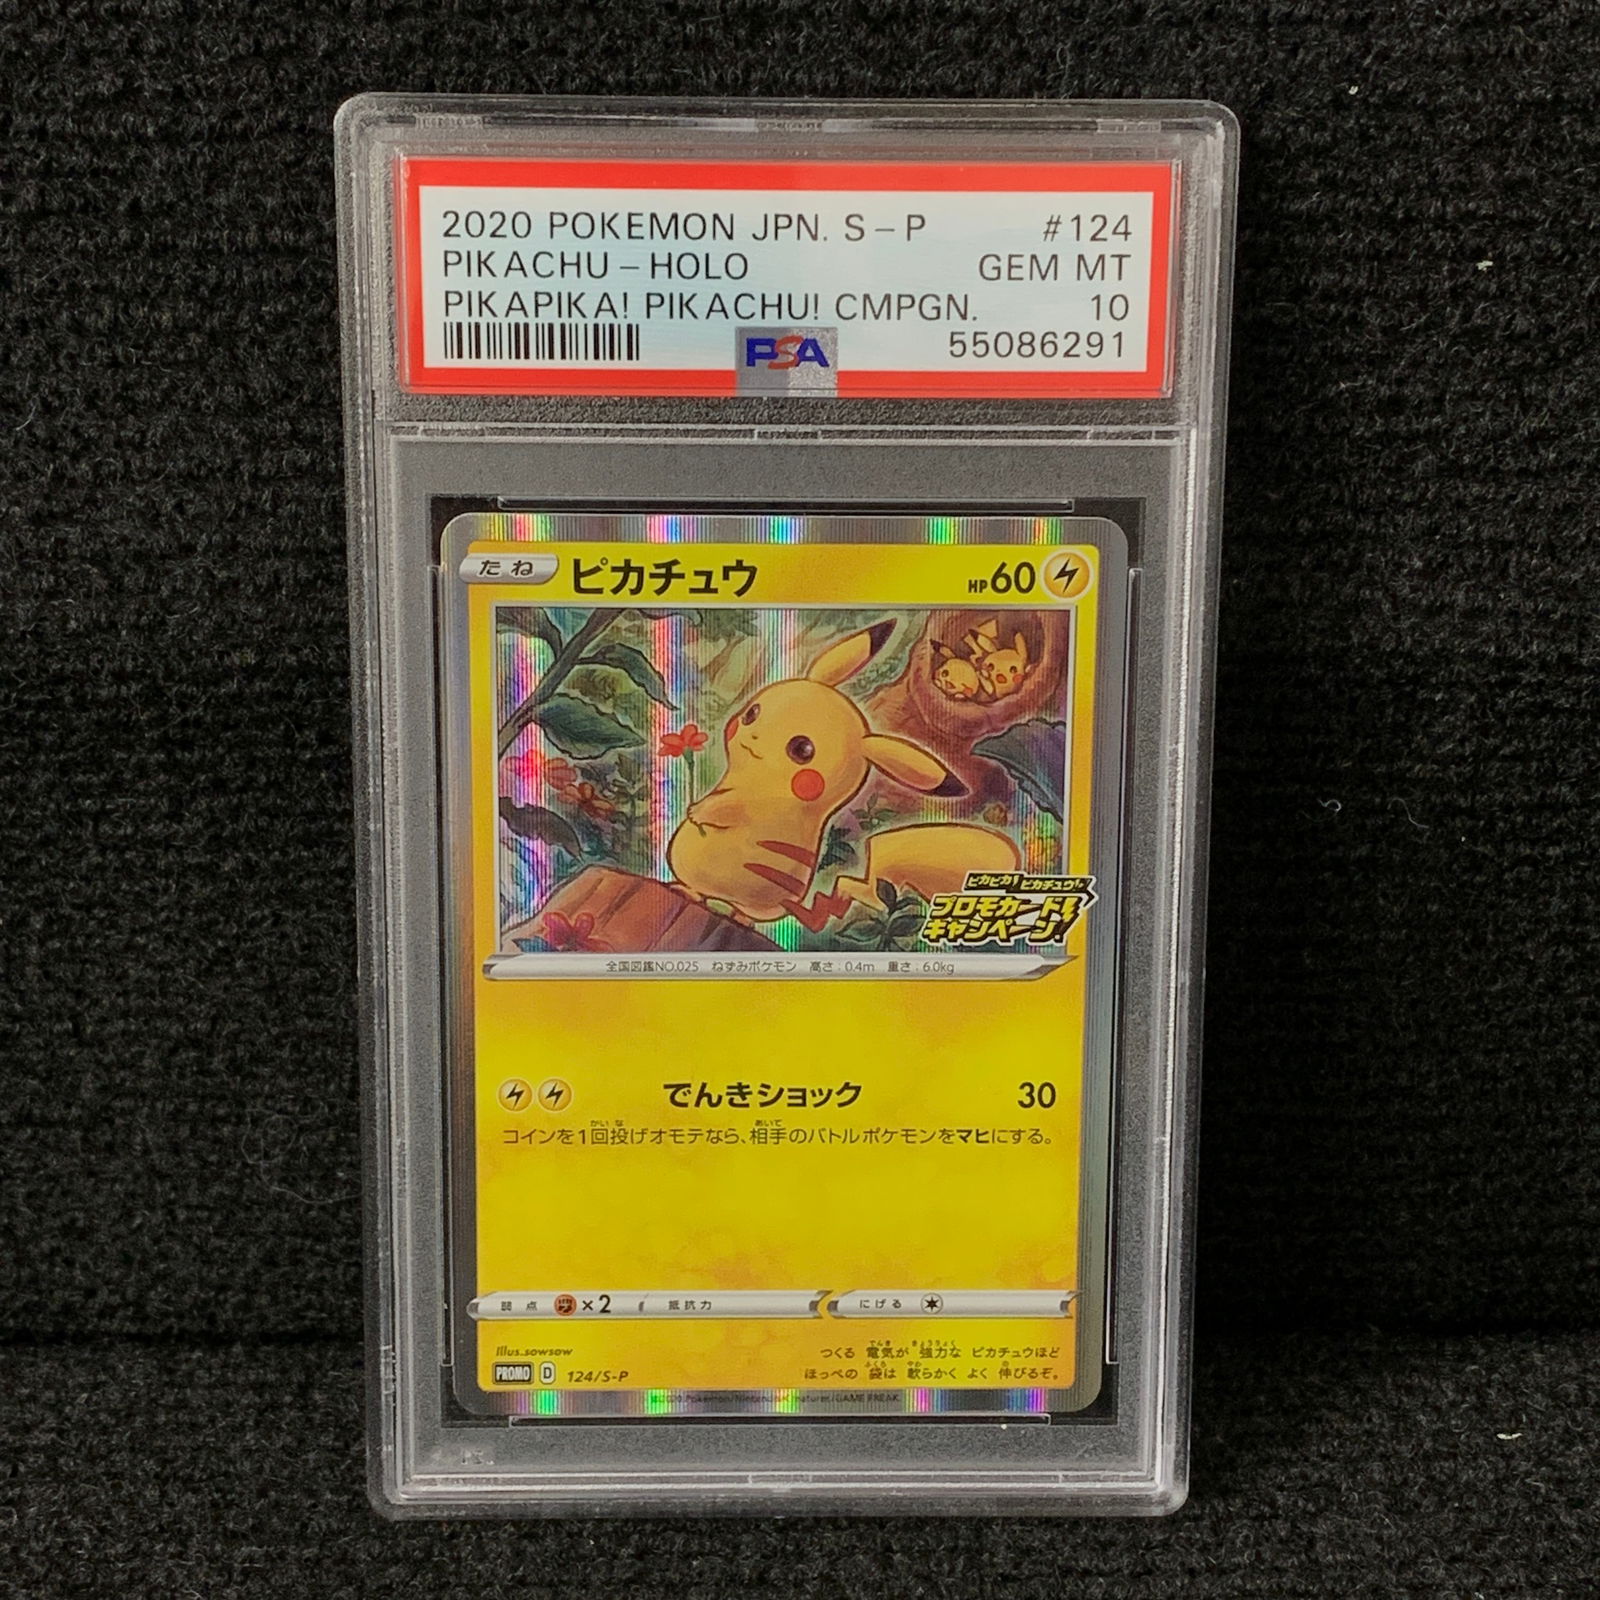 2020 POKEMON JPN. S-P #124
PIKACHU-HOLO GEM MT
PIKAPIKA! PIKACHU! CMPGN. 10
55086291
PSA
たね ピカチュウ HP60
ピカピカ! ピカチュウ!
プロモカード
キャンペーン!
全国図鑑NO.025 ねずみポケモン 高さ:0.4m 重さ:6.0kg
でんきショック 30
コインを1回投げオモテなら、相手のバトルポケモンをマヒにする。
弱点 ×2 抵抗力 にげる
Illus.sowsow
つくる 電気が 強力な ピカチュウほど
ほっぺの 袋は 軟らかく よく 伸びるぞ。
PROMO D 124/S-P
©2020 Pokémon/Nintendo/Creatures/GAME FREAK